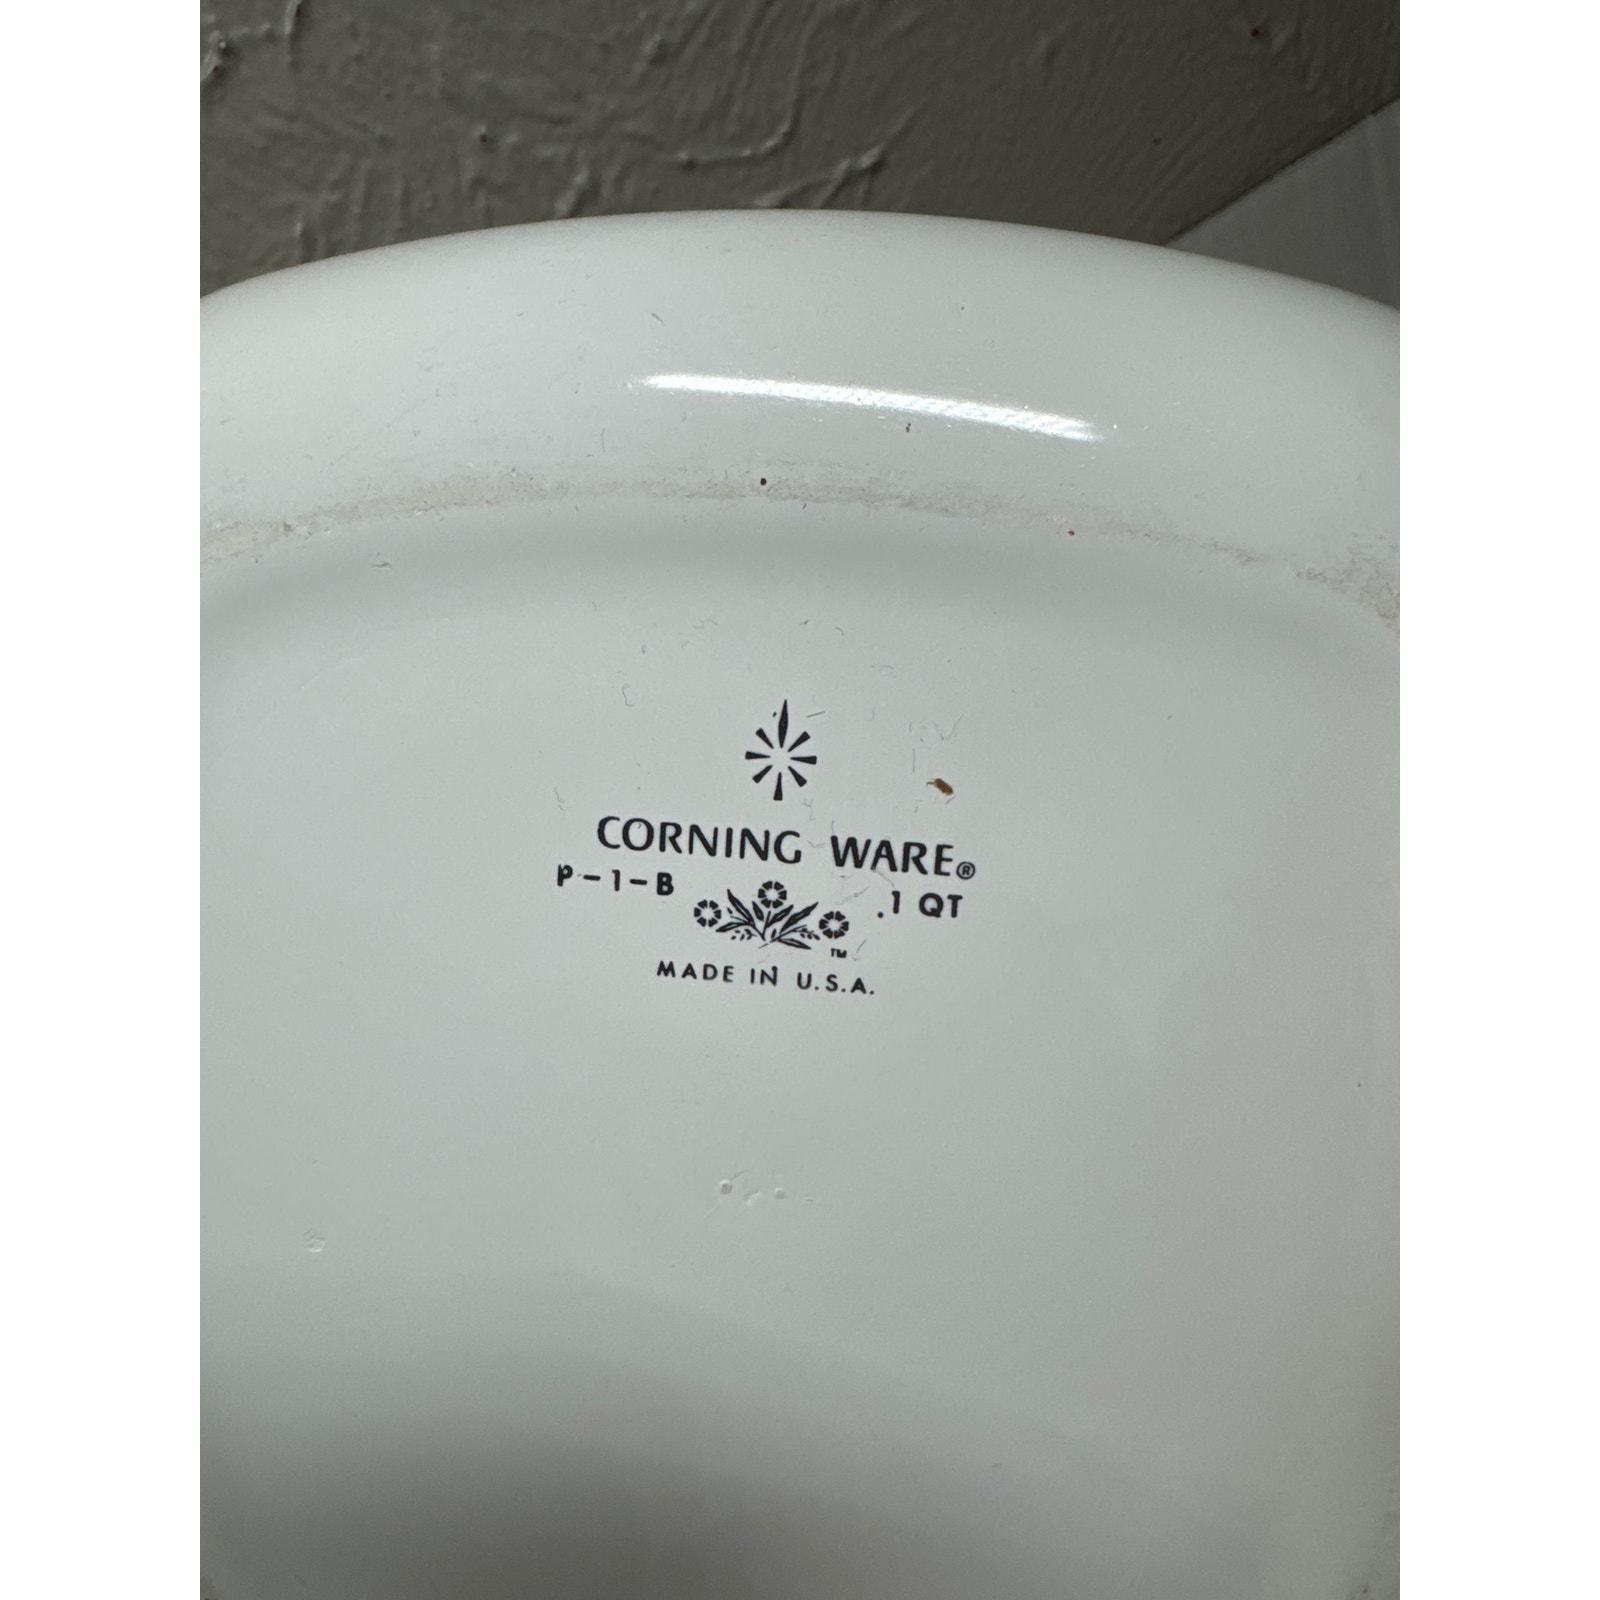 CORNING WARE®
P-1-B .1 QT
TM
MADE IN U.S.A.